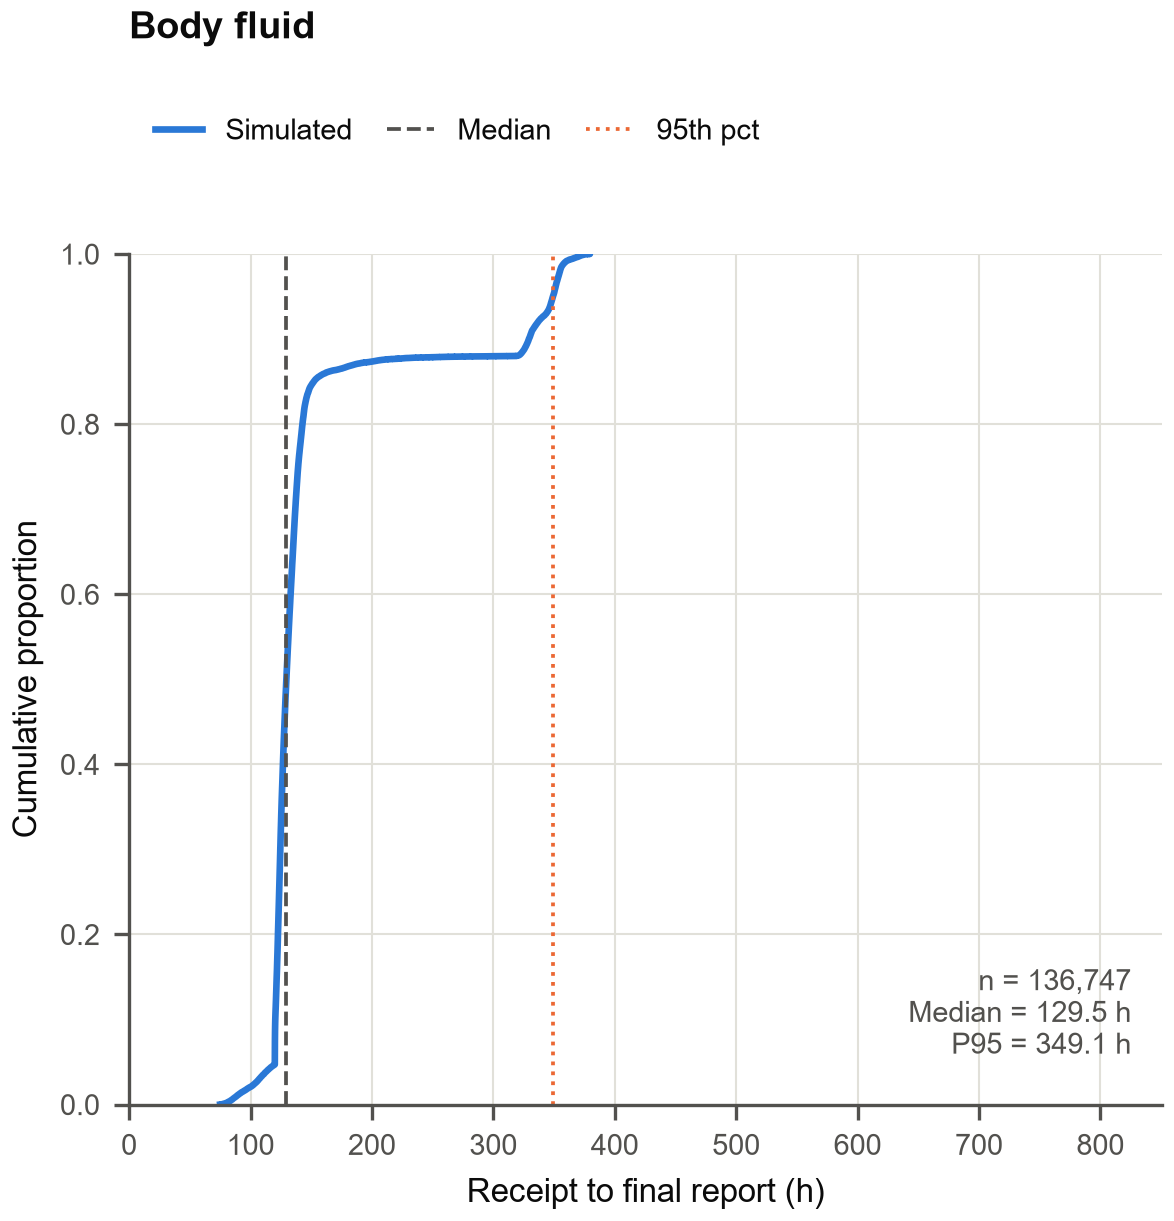 Body fluid
Simulated Median 95th pct
1.0
0.8
0.6
0.4
0.2
0.0
Cumulative proportion
n = 136,747
Median = 129.5 h
P95 = 349.1 h
0 100 200 300 400 500 600 700 800
Receipt to final report (h)